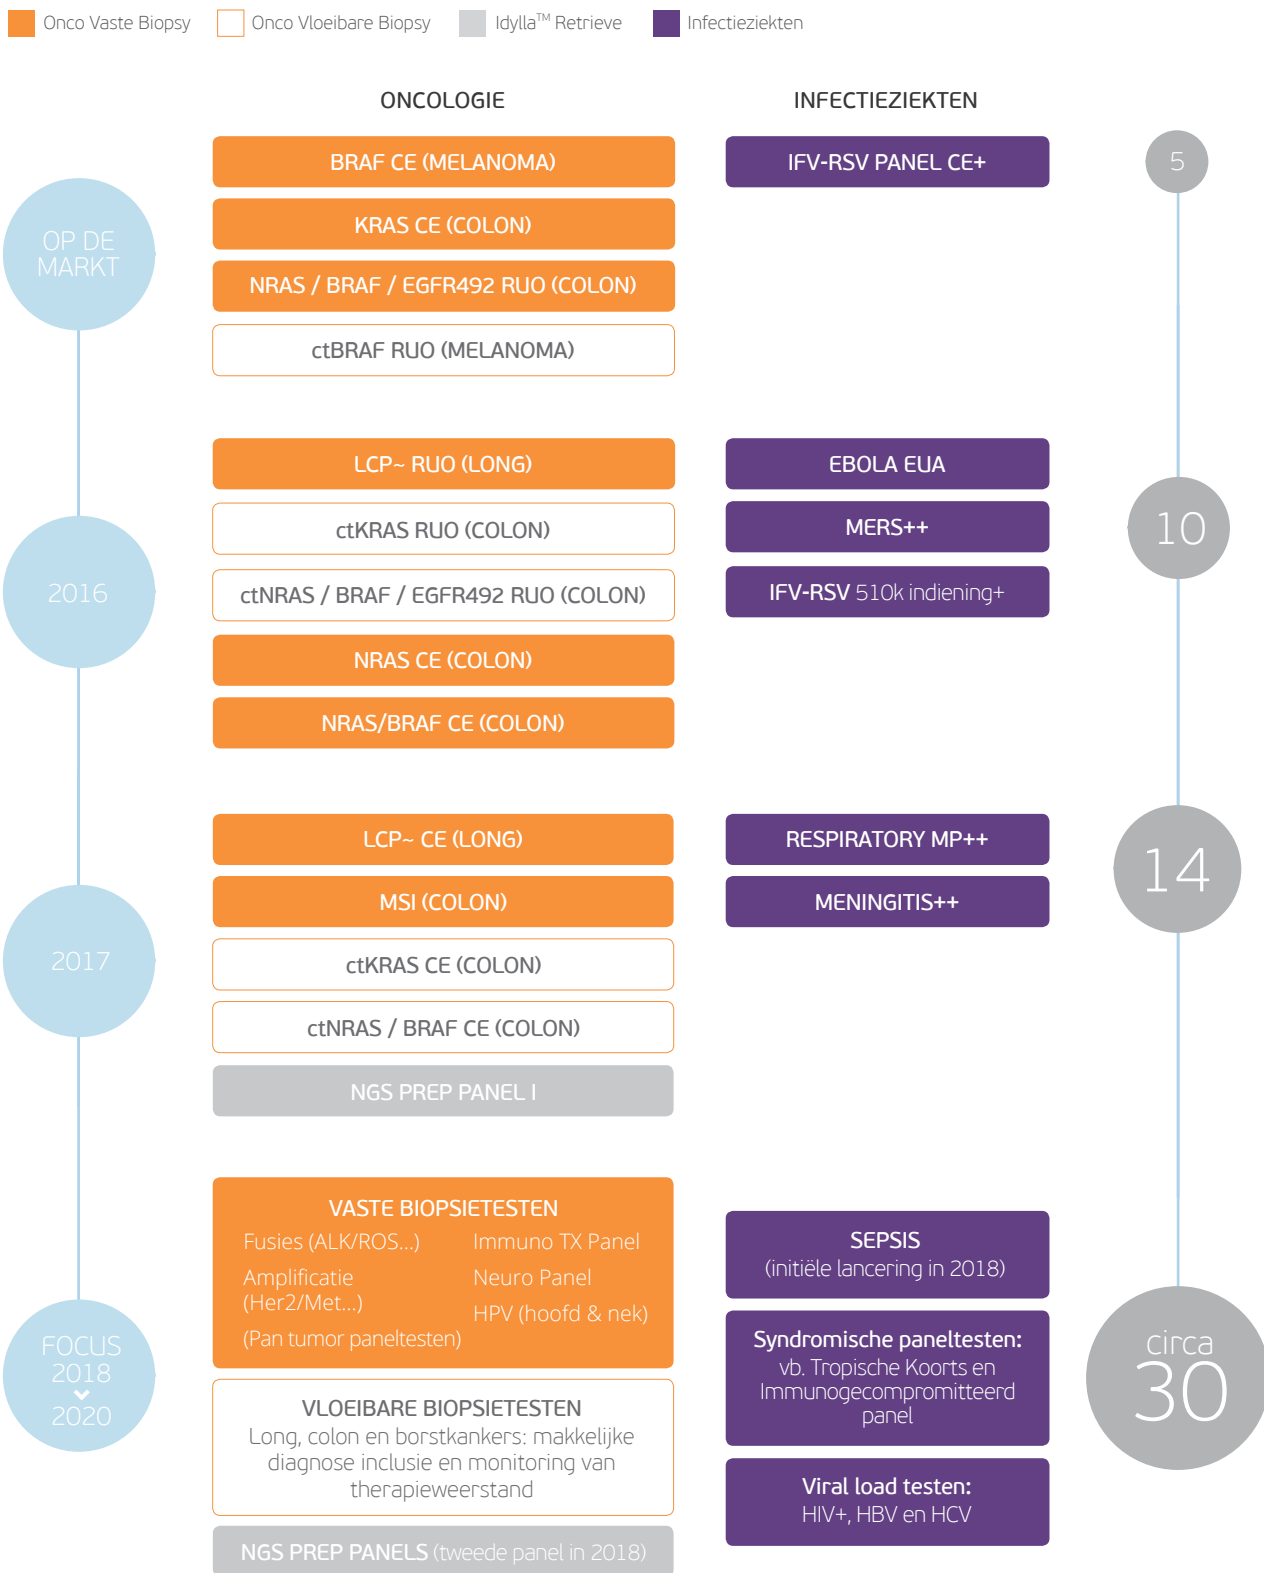 Onco Vaste Biopsy
Onco Vloeibare Biopsy
Idylla™ Retrieve
Infectieziekten
ONCOLOGIE
INFECTIEZIEKTEN
OP DE
MARKT
BRAF CE (MELANOMA)
KRAS CE (COLON)
NRAS / BRAF / EGFR492 RUO (COLON)
ctBRAF RUO (MELANOMA)
IFV-RSV PANEL CE+
5
2016
LCP~ RUO (LONG)
ctKRAS RUO (COLON)
ctNRAS / BRAF / EGFR492 RUO (COLON)
NRAS CE (COLON)
NRAS/BRAF CE (COLON)
EBOLA EUA
MERS++
IFV-RSV 510k indiening+
10
2017
LCP~ CE (LONG)
MSI (COLON)
ctKRAS CE (COLON)
ctNRAS / BRAF CE (COLON)
NGS PREP PANEL I
RESPIRATORY MP++
MENINGITIS++
14
FOCUS
2018
2020
VASTE BIOPSIETESTEN
Fusies (ALK/ROS...)
Amplificatie
(Her2/Met...)
(Pan tumor paneltesten)
Immuno TX Panel
Neuro Panel
HPV (hoofd & nek)
VLOEIBARE BIOPSIETESTEN
Long, colon en borstkankers: makkelijke
diagnose inclusie en monitoring van
therapieweerstand
NGS PREP PANELS (tweede panel in 2018)
SEPSIS
(initiële lancering in 2018)
Syndromische paneltesten:
vb. Tropische Koorts en
Immunogecompromitteerd
panel
Viral load testen:
HIV+, HBV en HCV
circa
30